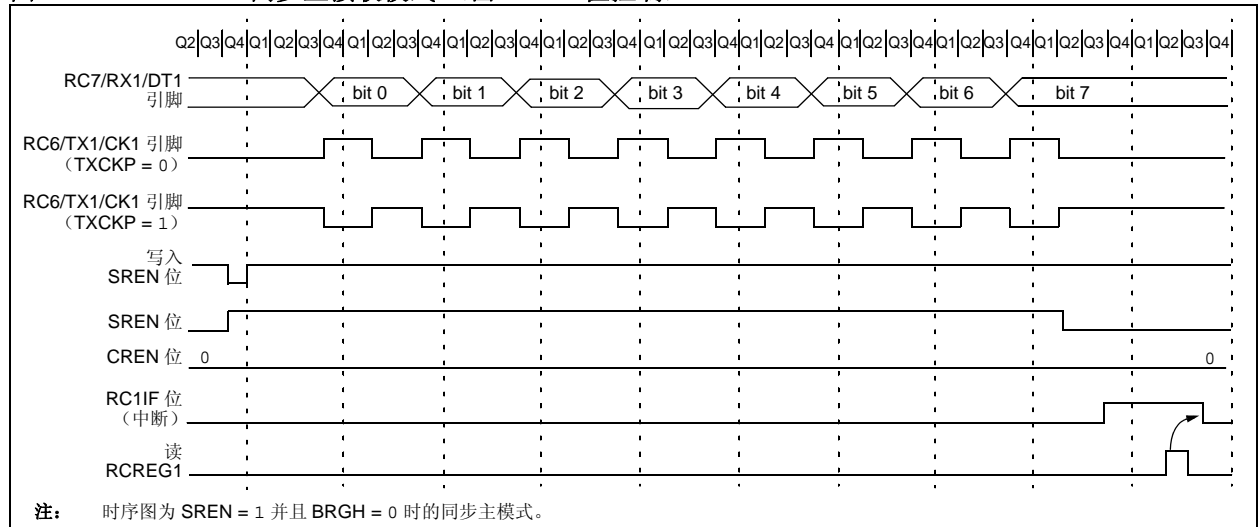 Q2 Q3 Q4 Q1 Q2 Q3 Q4 Q1 Q2 Q3 Q4 Q1 Q2 Q3 Q4 Q1 Q2 Q3 Q4 Q1 Q2 Q3 Q4 Q1 Q2 Q3 Q4 Q1 Q2 Q3 Q4 Q1 Q2 Q3 Q4 Q1 Q2 Q3 Q4 Q1 Q2 Q3 Q4
RC7/RX1/DT1
引脚
bit 0 bit 1 bit 2 bit 3 bit 4 bit 5 bit 6 bit 7
RC6/TX1/CK1 引脚
（TXCKP = 0）
RC6/TX1/CK1 引脚
（TXCKP = 1）
写入
SREN 位
SREN 位
CREN 位 0 0
RC1IF 位
（中断）
读
RCREG1
注： 时序图为 SREN = 1 并且 BRGH = 0 时的同步主模式。